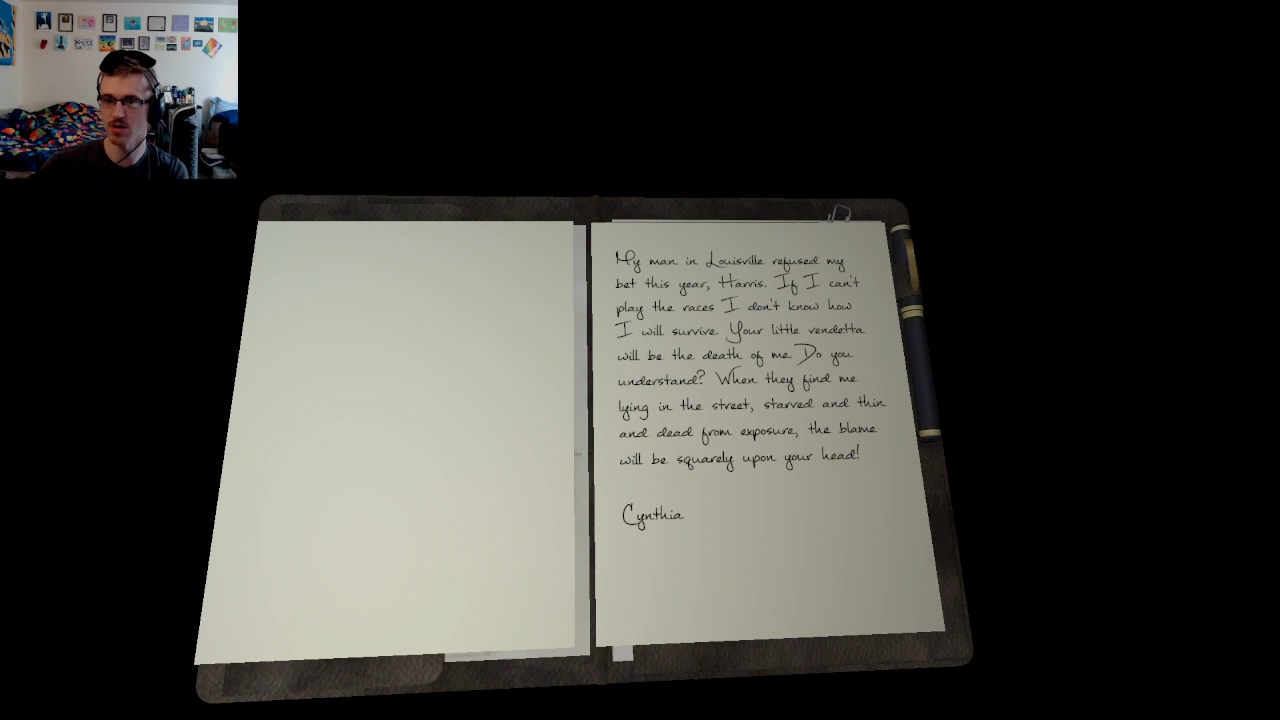 My man in Louisville refused my
bet this year, Harris. If I can't
play the races I don't know how
I will survive. Your little vendetta
will be the death of me. Do you
understand? When they find me
lying in the street, starved and thin
and dead from exposure, the blame
will be squarely upon your head!
Cynthia